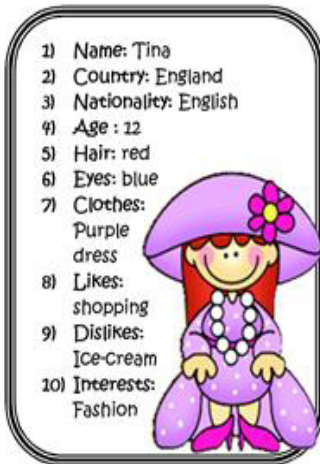 1) Name: Tina
2) Country: England
3) Nationality: English
4) Age : 12
5) Hair: red
6) Eyes: blue
7) Clothes:
Purple
dress
8) Likes:
shopping
9) Dislikes:
Ice-cream
10) Interests:
Fashion